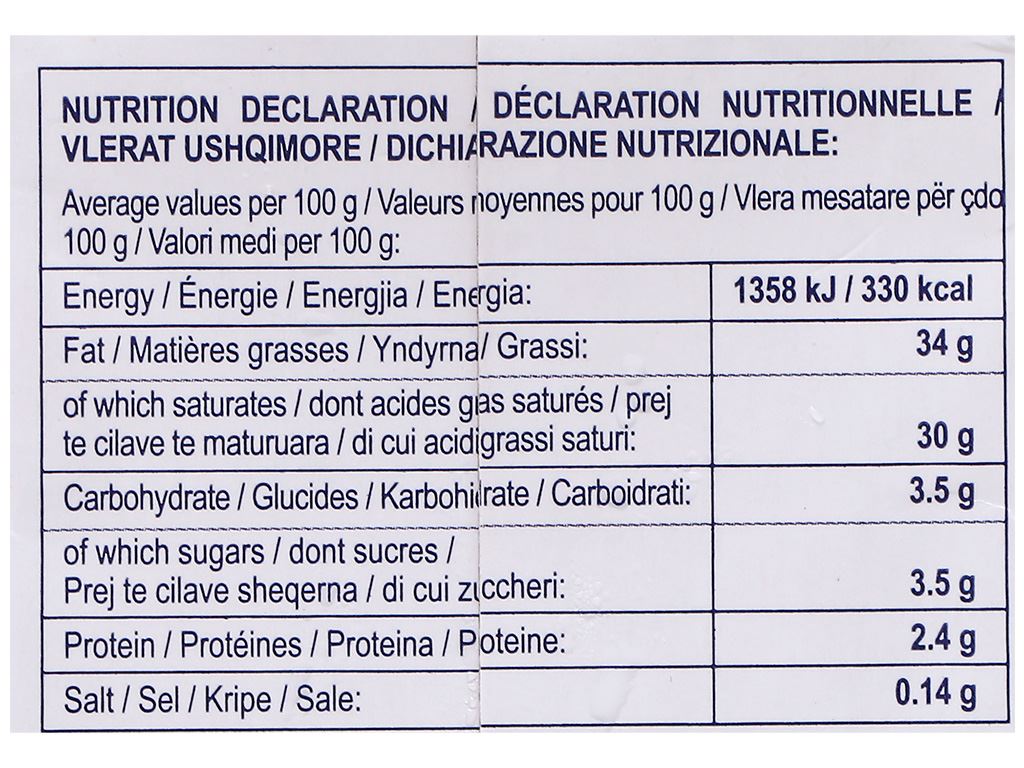 NUTRITION DECLARATION / DÉCLARATION NUTRITIONNELLE /
VLERAT USHQIMORE / DICHIARAZIONE NUTRIZIONALE:
Average values per 100 g / Valeurs moyennes pour 100 g / Vlera mesatare për çdo
100 g / Valori medi per 100 g:
Energy / Énergie / Energjia / Energia: 1358 kJ / 330 kcal
Fat / Matières grasses / Yndyrna/ Grassi: 34 g
of which saturates / dont acides gras saturés / prej
te cilave te maturuara / di cui acidi grassi saturi: 30 g
Carbohydrate / Glucides / Karbohidrate / Carboidrati: 3.5 g
of which sugars / dont sucres /
Prej te cilave sheqerna / di cui zuccheri: 3.5 g
Protein / Protéines / Proteina / Poteine: 2.4 g
Salt / Sel / Kripe / Sale: 0.14 g